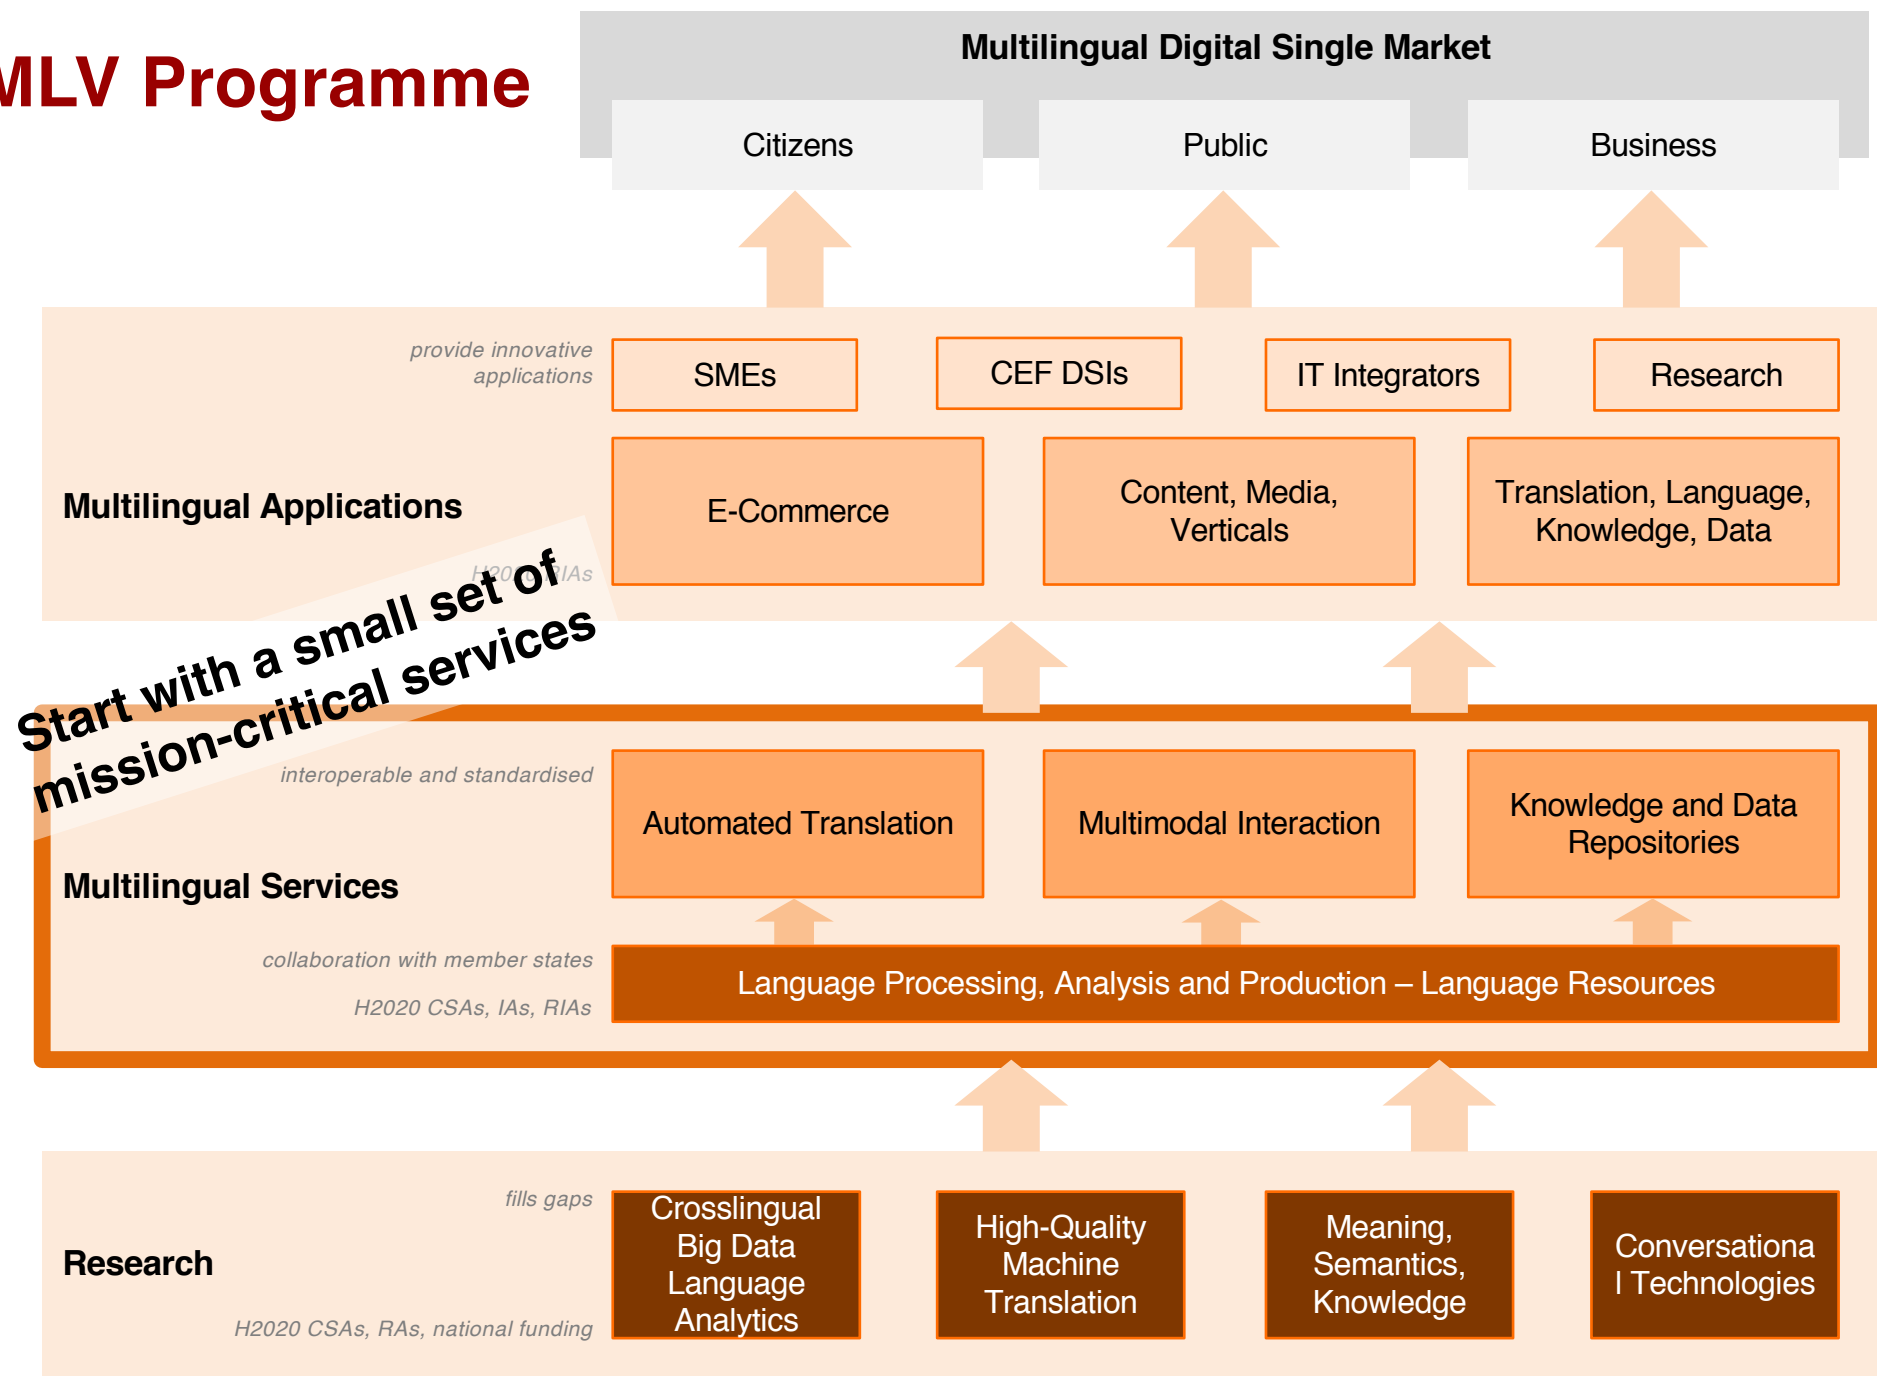 MLV Programme
Multilingual Digital Single Market
Citizens
Public
Business
provide innovative
applications
SMEs
CEF DSIs
IT Integrators
Research
Multilingual Applications
E-Commerce
Content, Media,
Verticals
Translation, Language,
Knowledge, Data
H2020 RIAs
Start with a small set of
mission-critical services
interoperable and standardised
Automated Translation
Multimodal Interaction
Knowledge and Data
Repositories
Multilingual Services
collaboration with member states
H2020 CSAs, IAs, RIAs
Language Processing, Analysis and Production – Language Resources
fills gaps
Research
H2020 CSAs, RAs, national funding
Crosslingual
Big Data
Language
Analytics
High-Quality
Machine
Translation
Meaning,
Semantics,
Knowledge
Conversationa
l Technologies